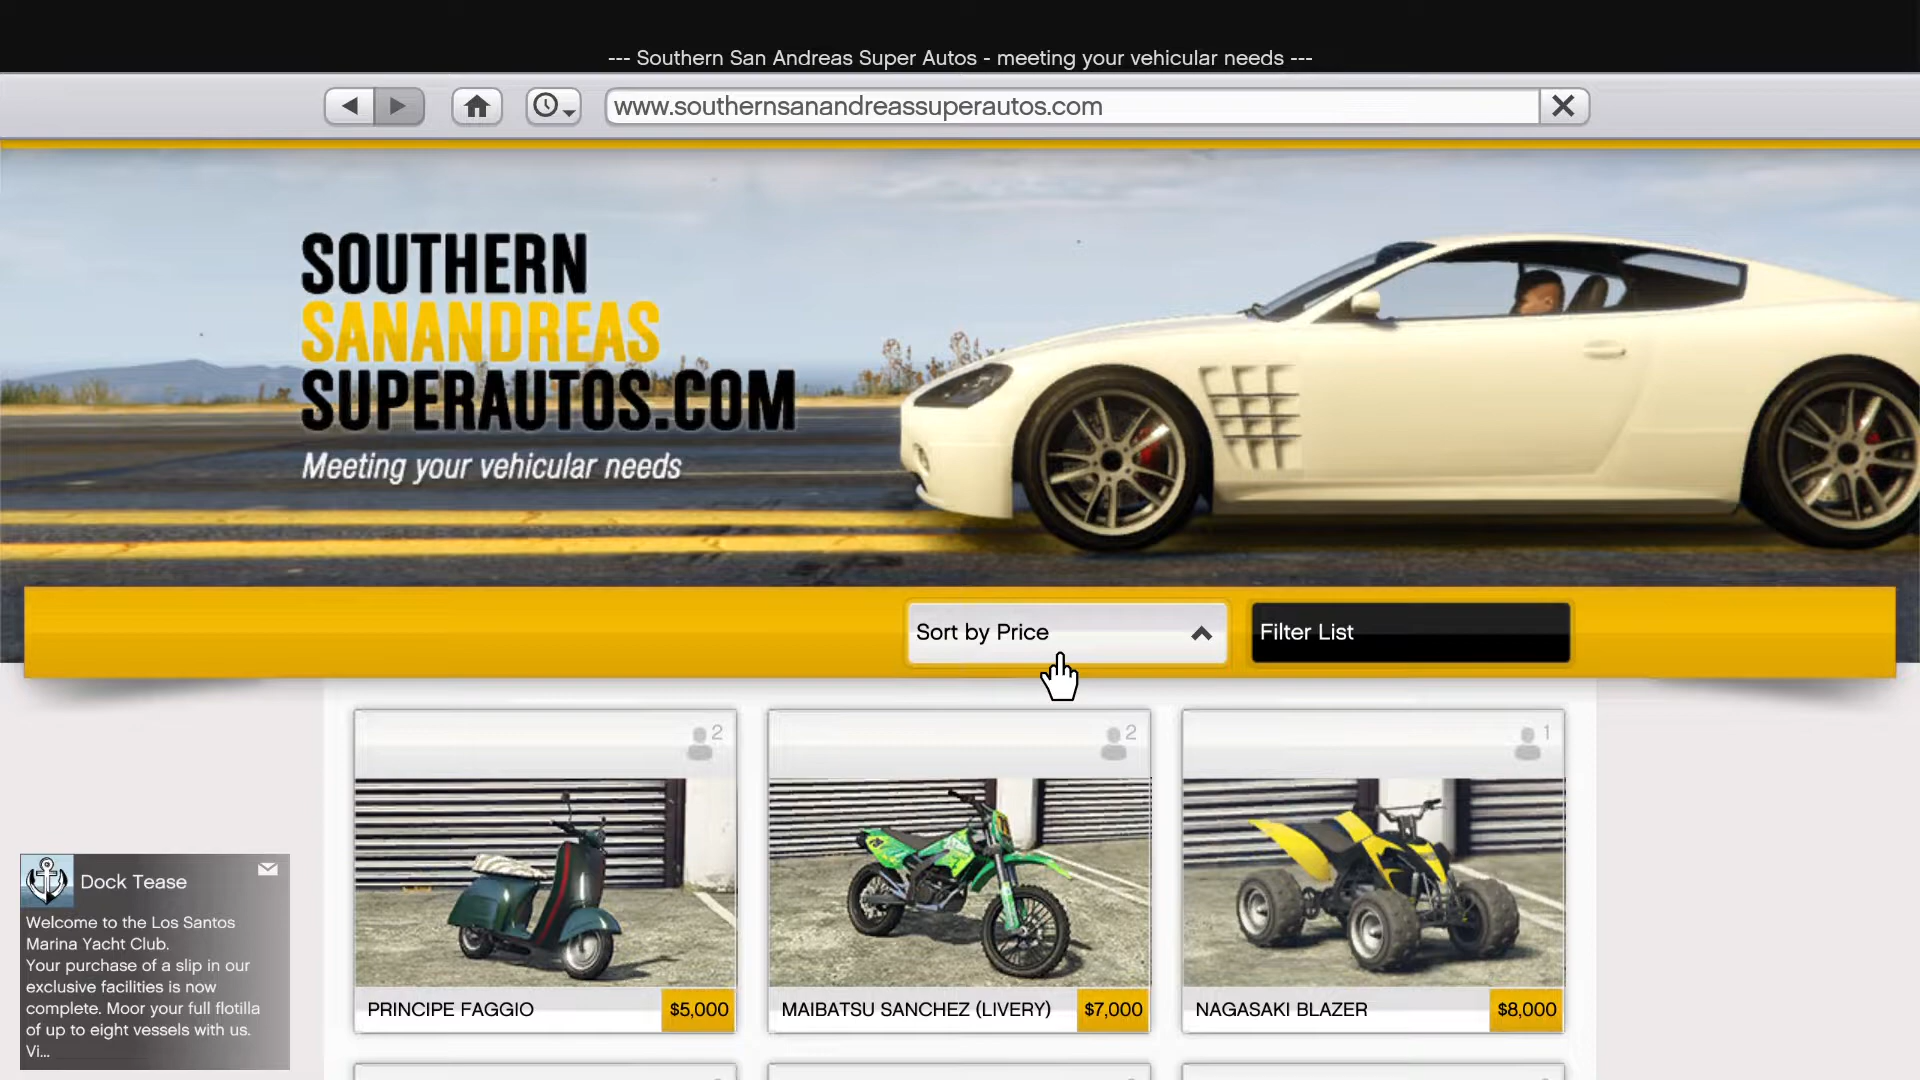 --- Southern San Andreas Super Autos - meeting your vehicular needs ---
www.southernsanandreassuperautos.com
SOUTHERN
SANANDREAS
SUPERAUTOS.COM
Meeting your vehicular needs
Sort by Price
Filter List
2
2
1
PRINCIPE FAGGIO
$5,000
MAIBATSU SANCHEZ (LIVERY)
$7,000
NAGASAKI BLAZER
$8,000
Dock Tease
Welcome to the Los Santos
Marina Yacht Club.
Your purchase of a slip in our
exclusive facilities is now
complete. Moor your full flotilla
of up to eight vessels with us.
Vi...